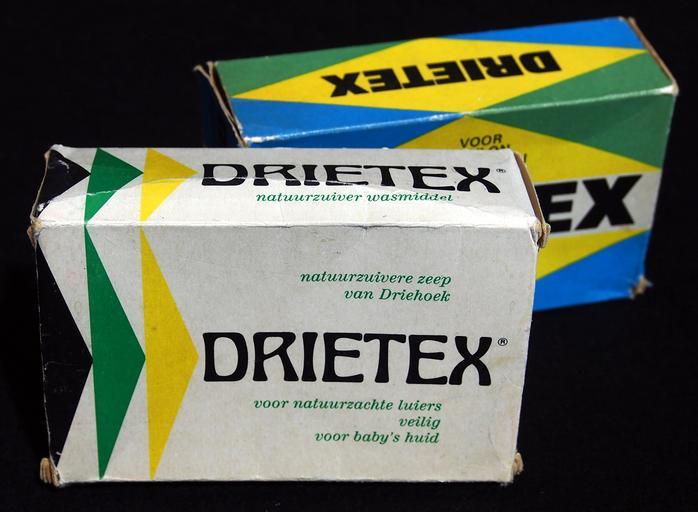 DRIETEX
VOOR
EX
DRIETEX®
natuurzuiver wasmiddel
natuurzuivere zeep
van Driehoek
DRIETEX®
voor natuurzachte luiers
veilig
voor baby's huid